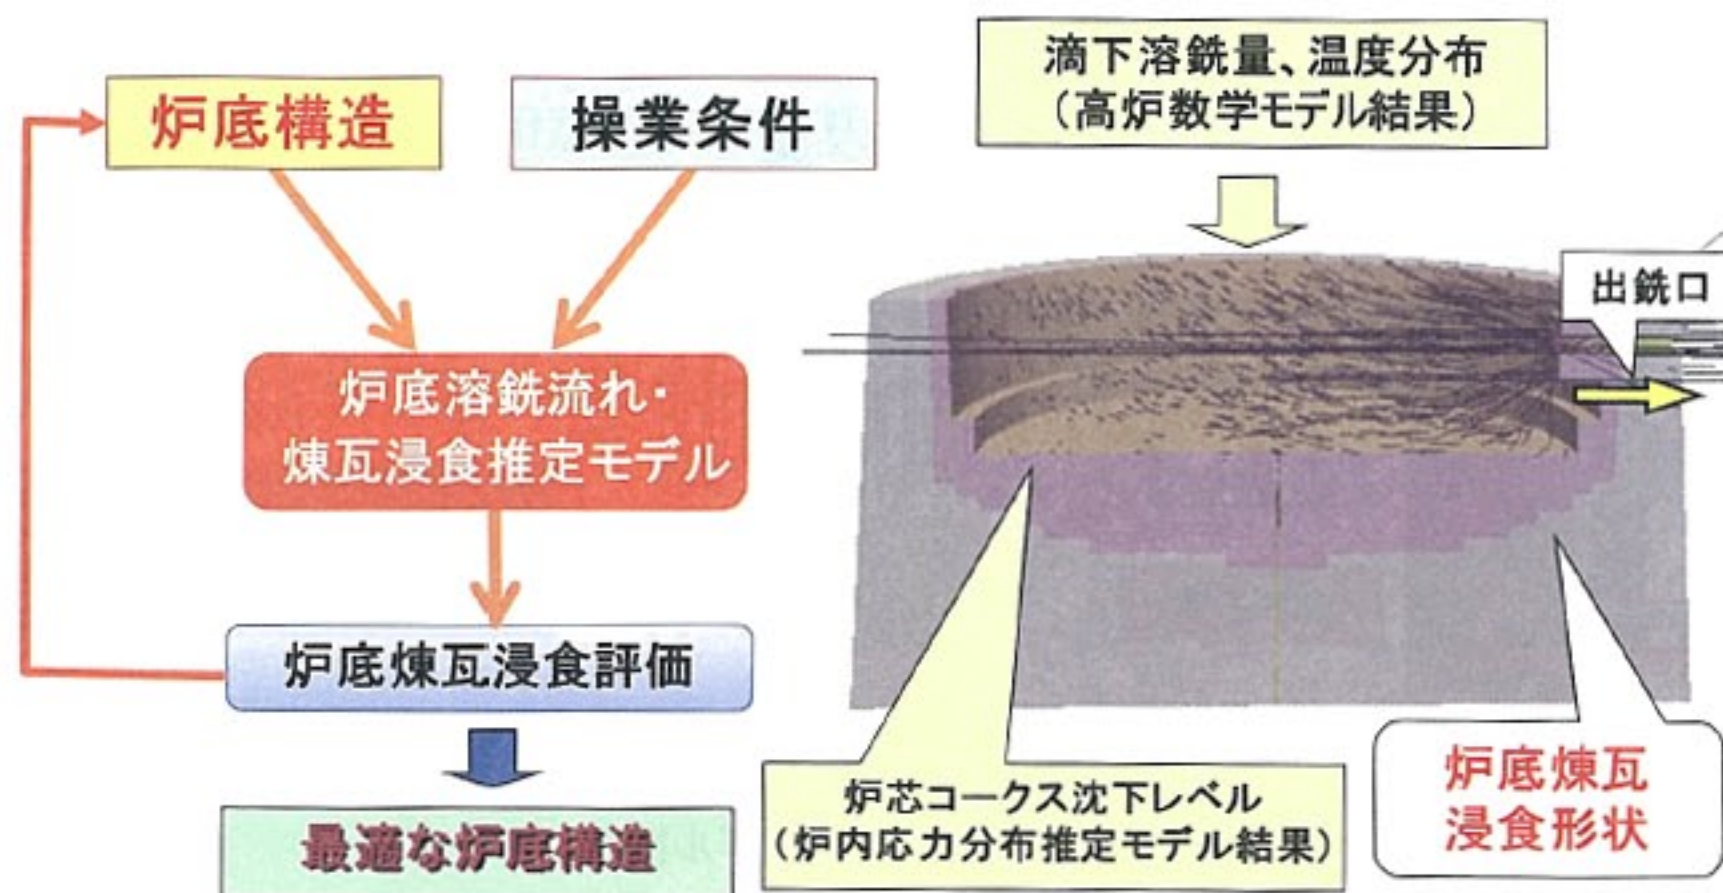 炉底構造
操業条件
炉底溶銑流れ・
煉瓦浸食推定モデル
炉底煉瓦浸食評価
最適な炉底構造
滴下溶銑量、温度分布
（高炉数学モデル結果）
出銑口
炉芯コークス沈下レベル
（炉内応力分布推定モデル結果）
炉底煉瓦
浸食形状